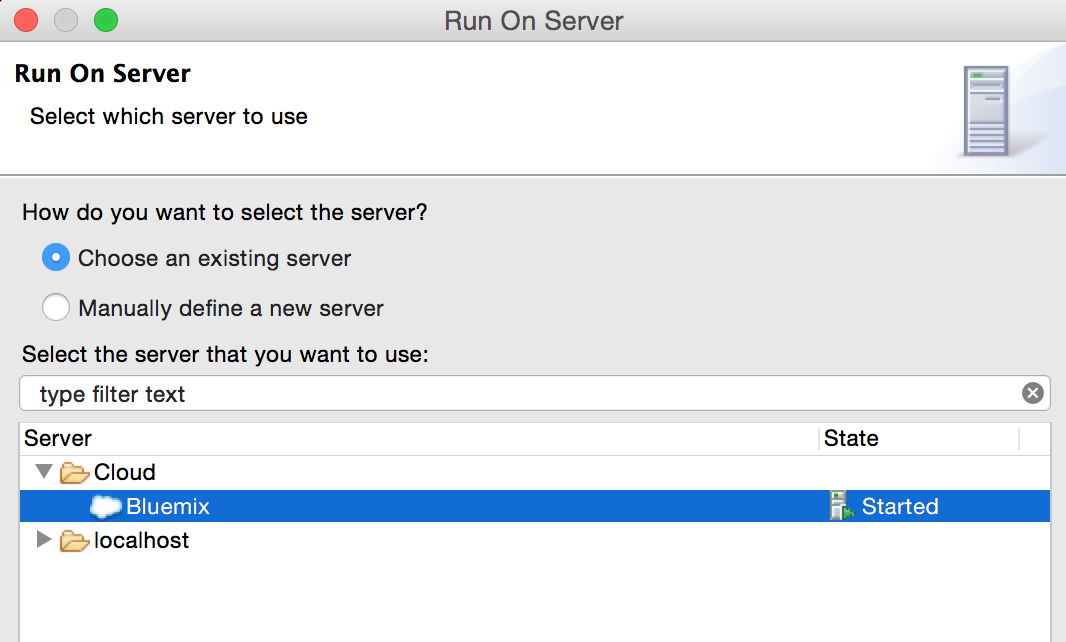 Run On Server
Run On Server
Select which server to use
How do you want to select the server?
Choose an existing server
Manually define a new server
Select the server that you want to use:
type filter text
Server State
Cloud
Bluemix Started
localhost